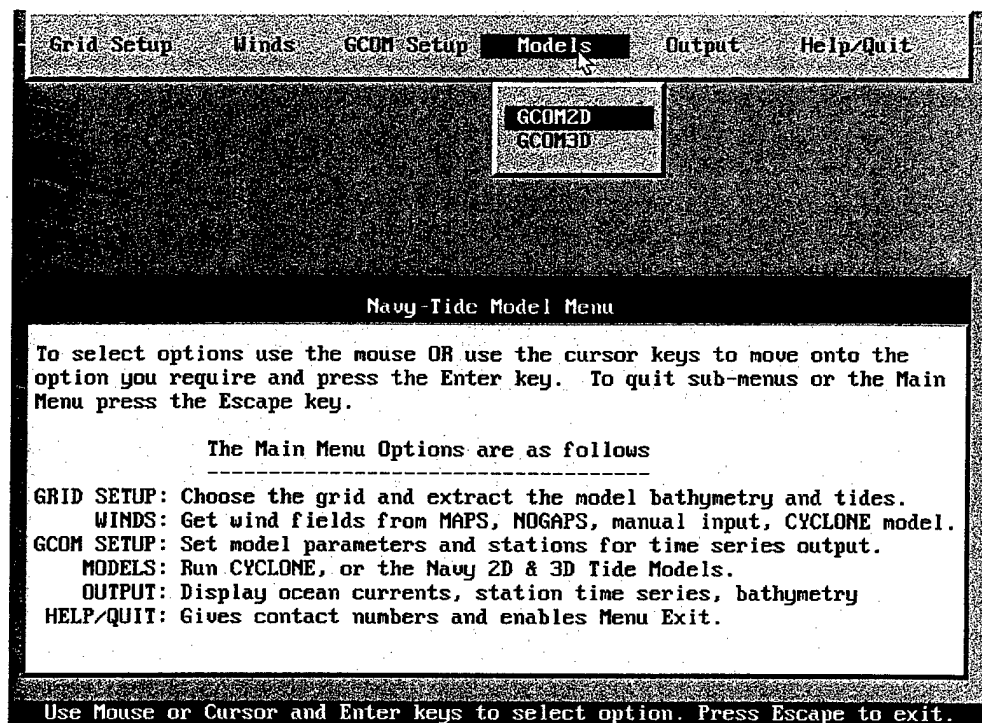 Grid Setup Winds GCOM Setup Models Output Help/Quit
GCOM2D
GCOM3D
Navy-Tide Model Menu
To select options use the mouse OR use the cursor keys to move onto the
option you require and press the Enter key. To quit sub-menus or the Main
Menu press the Escape key.
The Main Menu Options are as follows
----------------------------------------
GRID SETUP: Choose the grid and extract the model bathymetry and tides.
WINDS: Get wind fields from MAPS, NOGAPS, manual input, CYCLONE model.
GCOM SETUP: Set model parameters and stations for time series output.
MODELS: Run CYCLONE, or the Navy 2D & 3D Tide Models.
OUTPUT: Display ocean currents, station time series, bathymetry
HELP/QUIT: Gives contact numbers and enables Menu Exit.
Use Mouse or Cursor and Enter keys to select option. Press Escape to exit.